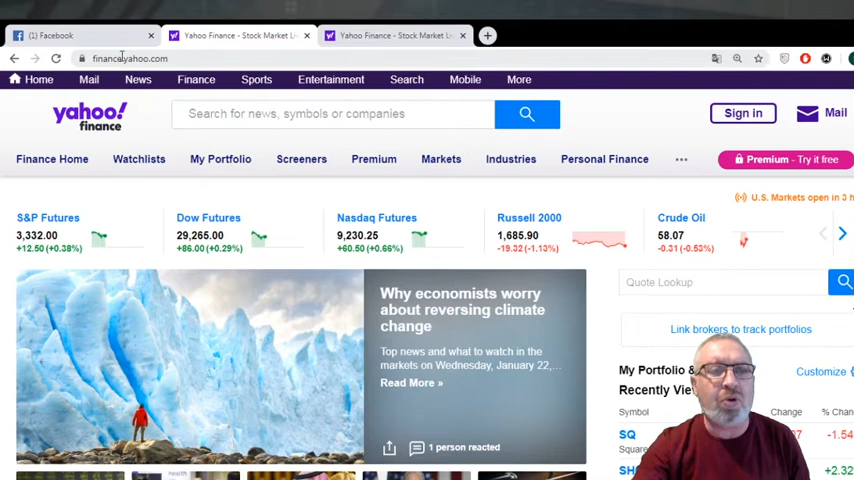 (1) Facebook
Yahoo Finance - Stock Market Li
Yahoo Finance - Stock Market Li
finance.yahoo.com
Home Mail News Finance Sports Entertainment Search Mobile More
yahoo!
finance
Search for news, symbols or companies
Sign in
Mail
Finance Home Watchlists My Portfolio Screeners Premium Markets Industries Personal Finance
Premium - Try it free
U.S. Markets open in 3 h
S&P Futures
3,332.00
+12.50 (+0.38%)
Dow Futures
29,265.00
+86.00 (+0.29%)
Nasdaq Futures
9,230.25
+60.50 (+0.66%)
Russell 2000
1,685.90
-19.32 (-1.13%)
Crude Oil
58.07
-0.31 (-0.53%)
Why economists worry
about reversing climate
change
Top news and what to watch in the
markets on Wednesday, January 22,...
Read More »
1 person reacted
Quote Lookup
Link brokers to track portfolios
My Portfolio &
Customize
Recently Vie
Symbol Change % Chan
SQ 07 -1.54
Square
SH +2.32
health